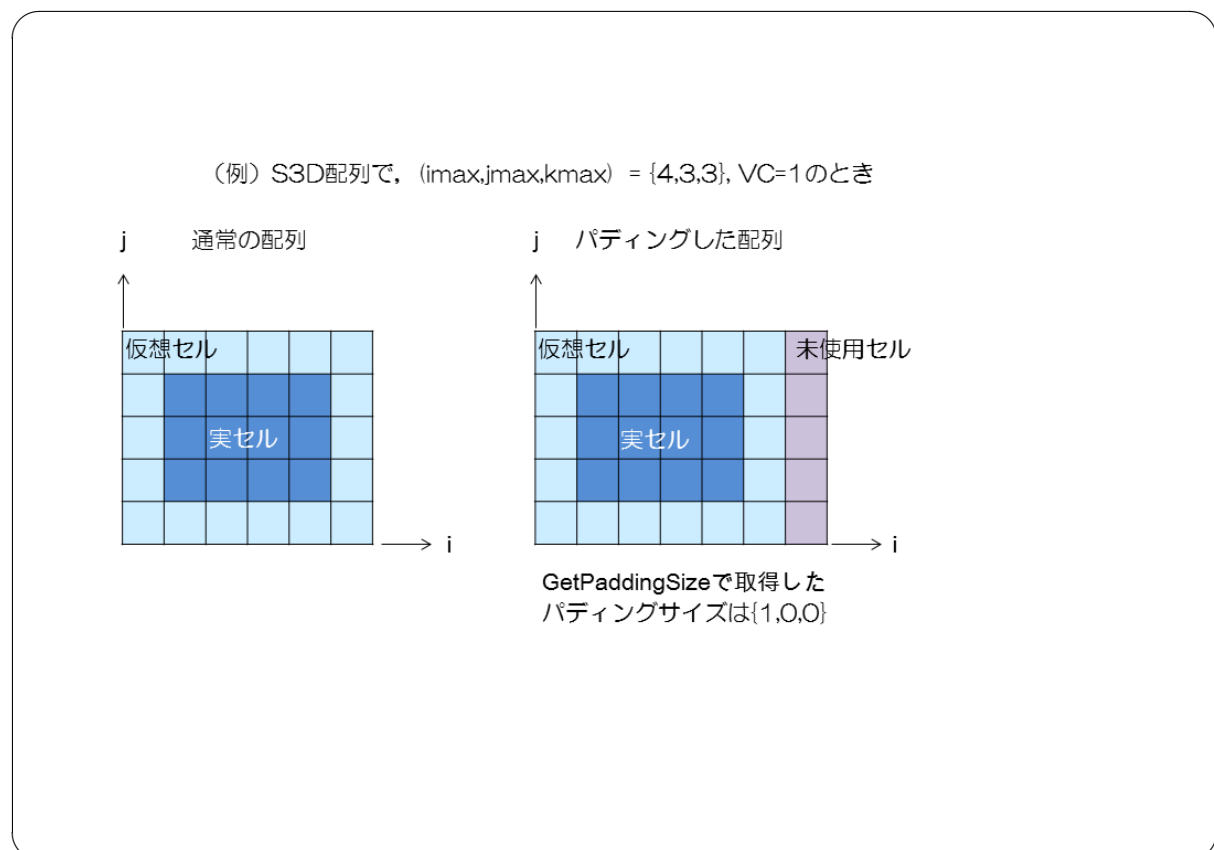 （例）S3D配列で，(imax,jmax,kmax) = {4,3,3}, VC=1のとき
j 通常の配列
仮想セル
実セル
i
j パディングした配列
仮想セル
未使用セル
実セル
i
GetPaddingSizeで取得した
パディングサイズは{1,0,0}